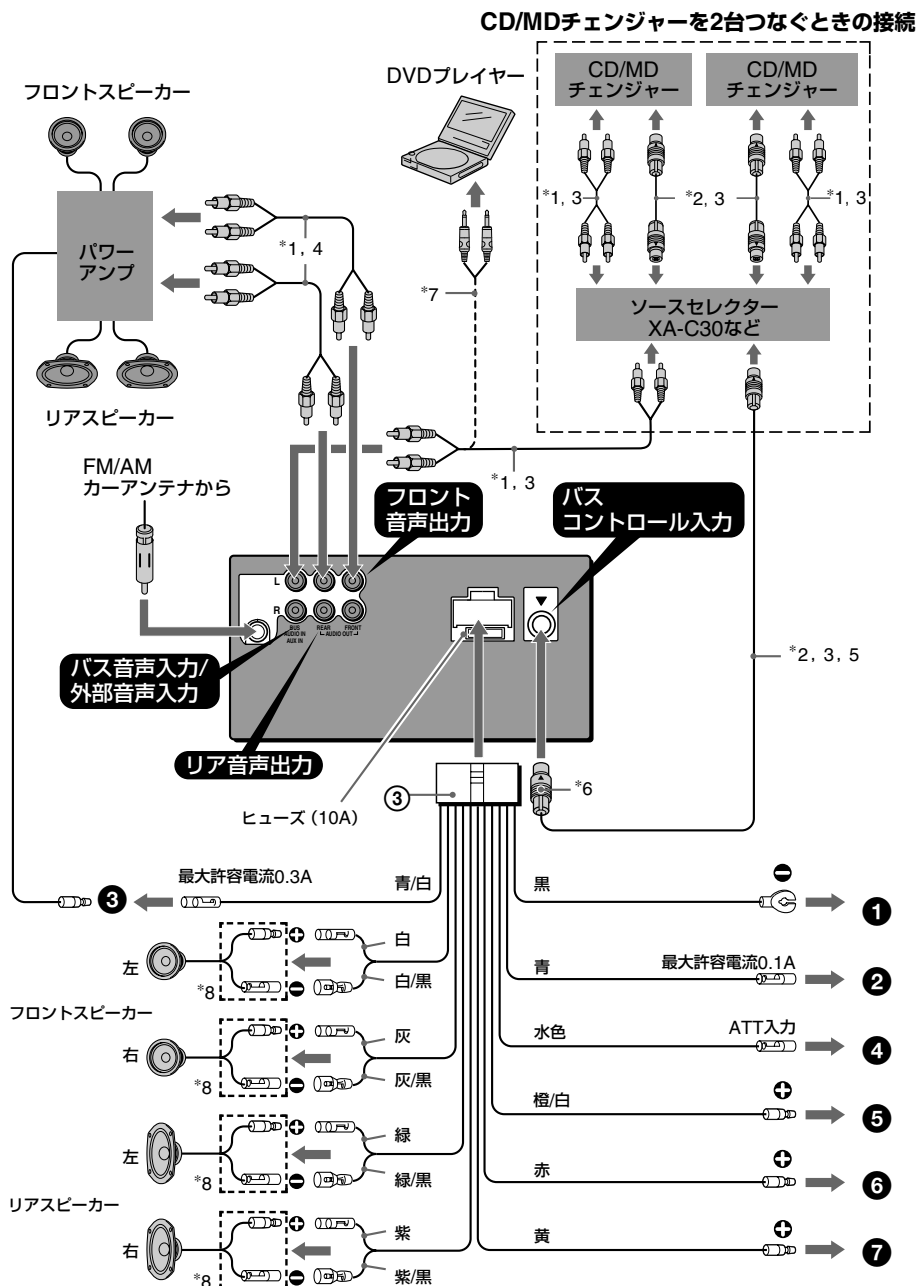 CD/MDチェンジャーを2台つなぐときの接続
フロントスピーカー
DVDプレイヤー
CD/MD
チェンジャー
CD/MD
チェンジャー
*1, 3
*2, 3
*1, 3
パワー
アンプ
*1, 4
*7
ソースセレクター
XA-C30など
リアスピーカー
FM/AM
カーアンテナから
*1, 3
フロント
音声出力
バス
コントロール入力
L
R
BUS
AUDIO IN
AUX IN
REAR
FRONT
AUDIO OUT
*2, 3, 5
バス音声入力/
外部音声入力
リア音声出力
③
*6
ヒューズ (10A)
最大許容電流0.3A
❸
青/白
黒
❶
左
*8
白
白/黒
青
最大許容電流0.1A
❷
フロントスピーカー
右
*8
灰
灰/黒
水色
ATT入力
❹
左
*8
緑
緑/黒
橙/白
❺
リアスピーカー
赤
❻
右
*8
紫
紫/黒
黄
❼